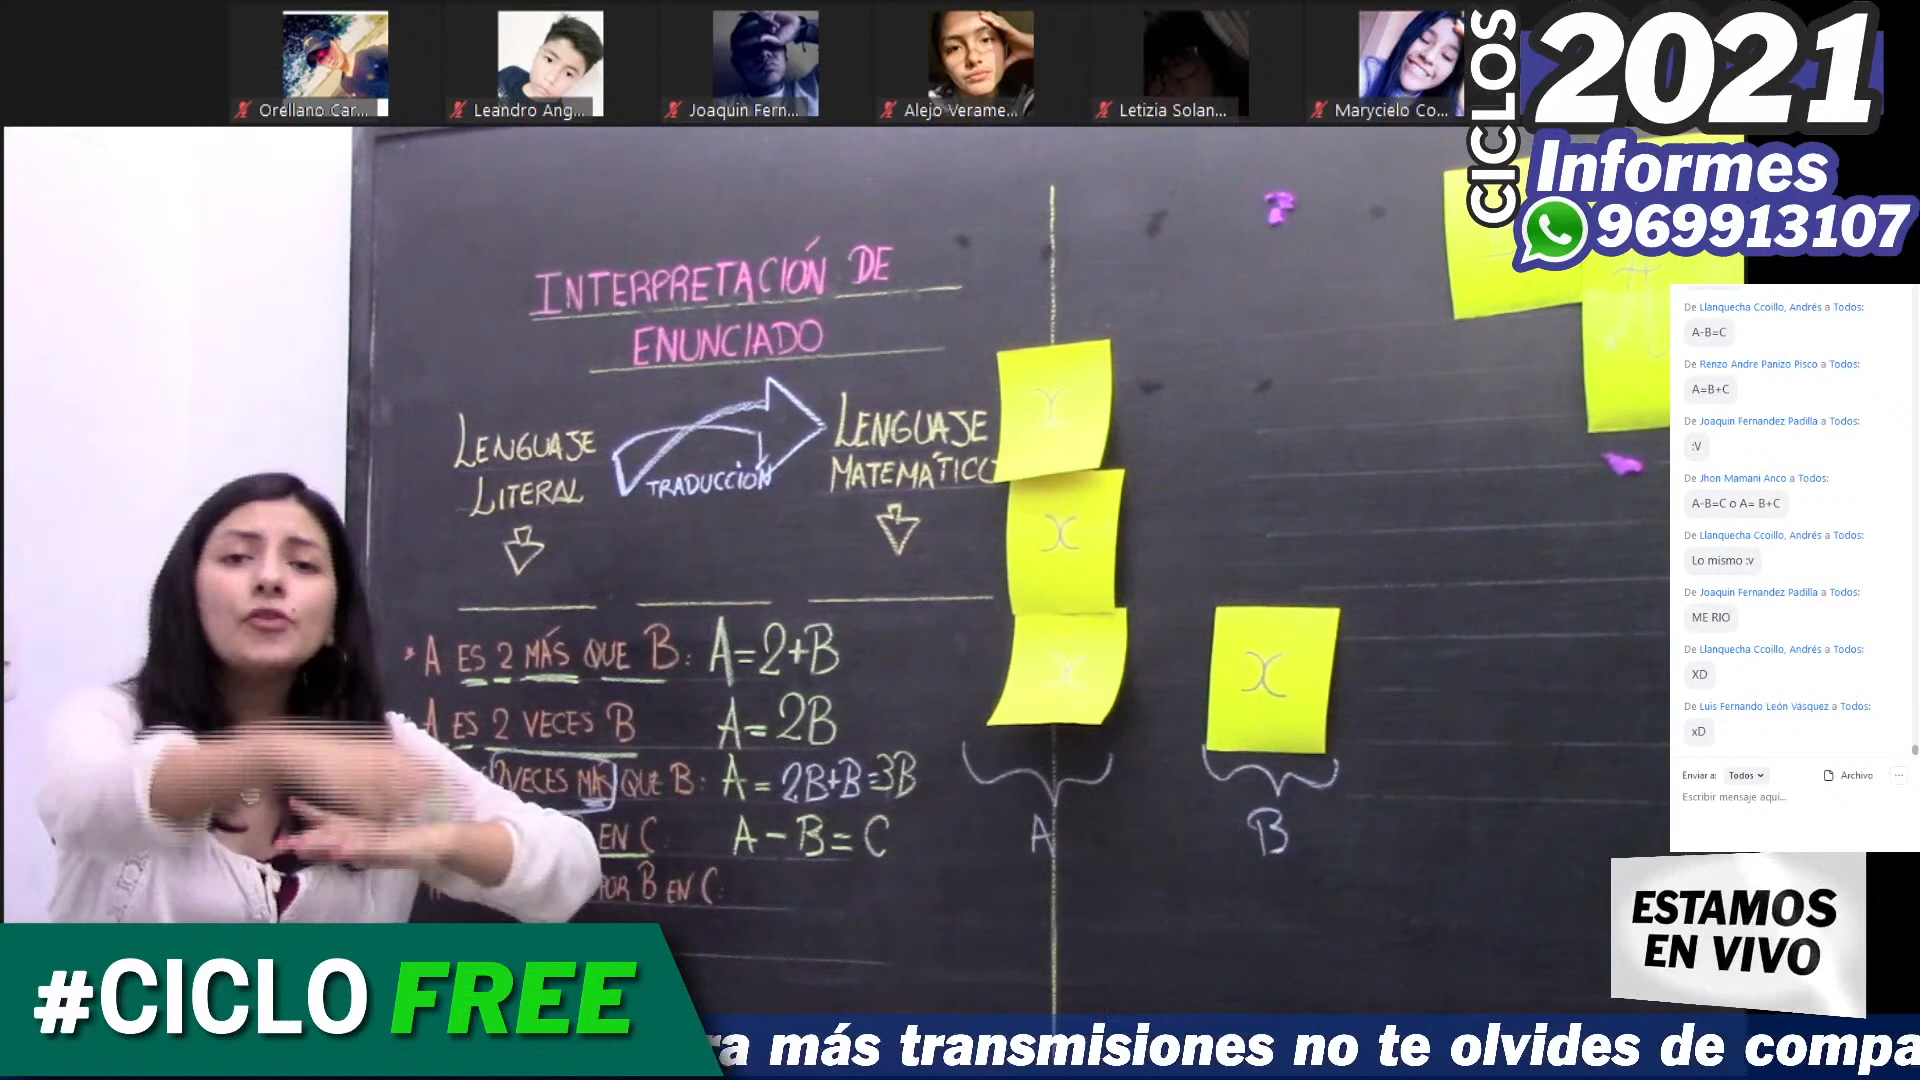 Orellano Car...
Leandro Ang...
Joaquin Fern...
Alejo Verame...
Letizia Solan...
Marycielo Co...
CICLOS
2021
Informes
969913107
INTERPRETACIÓN DE
ENUNCIADO
LENGUAJE
LITERAL
TRADUCCIÓN
LENGUAJE
MATEMÁTICO
* A ES 2 MÁS QUE B: A=2+B
A ES 2 VECES B A=2B
2 VECES MÁS QUE B: A = 2B+B=3B
EN C A - B = C
POR B EN C:
x
x
x
x
A
B
π
De Llanquecha Ccoillo, Andrés a Todos:
A-B=C
De Renzo Andre Panizo Pisco a Todos:
A=B+C
De Joaquin Fernandez Padilla a Todos:
:V
De Jhon Mamani Anco a Todos:
A-B=C o A= B+C
De Llanquecha Ccoillo, Andrés a Todos:
Lo mismo :v
De Joaquin Fernandez Padilla a Todos:
ME RIO
De Llanquecha Ccoillo, Andrés a Todos:
XD
De Luis Fernando León Vásquez a Todos:
xD
Enviar a: Todos
Archivo
Escribir mensaje aquí...
ESTAMOS
EN VIVO
#CICLO FREE
ra más transmisiones no te olvides de compa